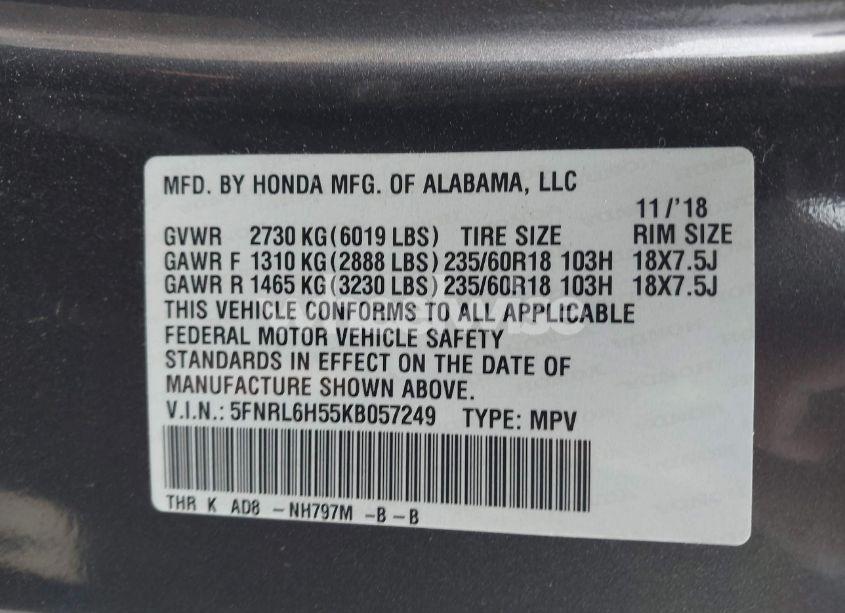 MFD. BY HONDA MFG. OF ALABAMA, LLC
11/'18
GVWR 2730 KG (6019 LBS) TIRE SIZE RIM SIZE
GAWR F 1310 KG (2888 LBS) 235/60R18 103H 18X7.5J
GAWR R 1465 KG (3230 LBS) 235/60R18 103H 18X7.5J
THIS VEHICLE CONFORMS TO ALL APPLICABLE
FEDERAL MOTOR VEHICLE SAFETY
STANDARDS IN EFFECT ON THE DATE OF
MANUFACTURE SHOWN ABOVE.
V.I.N.: 5FNRL6H55KB057249 TYPE: MPV
THR K AD8 - NH797M - B - B